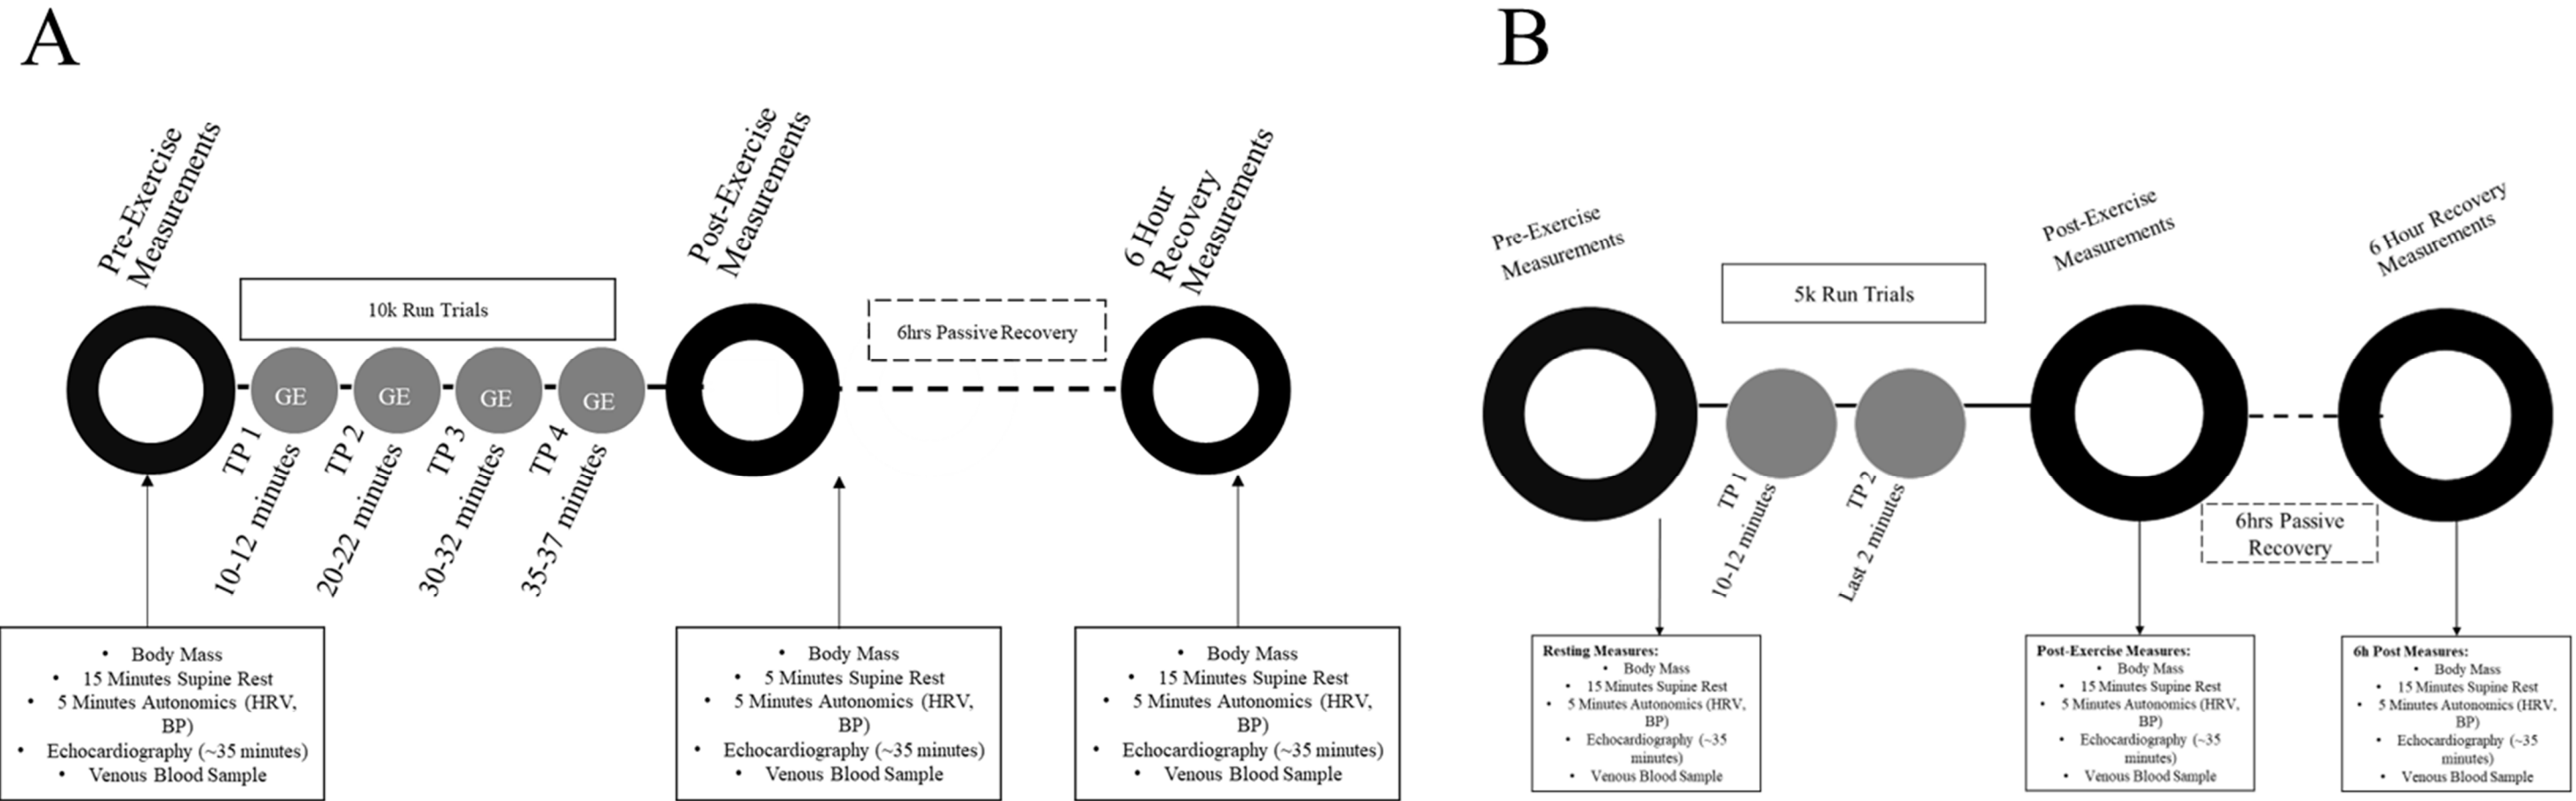 A
Pre-Exercise
Measurements
10k Run Trials
Post-Exercise
Measurements
6hrs Passive Recovery
6 Hour
Recovery
Measurements
GE
GE
GE
GE
TP 1
10-12 minutes
TP 2
20-22 minutes
TP 3
30-32 minutes
TP 4
35-37 minutes
• Body Mass
• 15 Minutes Supine Rest
• 5 Minutes Autonomics (HRV,
BP)
• Echocardiography (~35 minutes)
• Venous Blood Sample
• Body Mass
• 5 Minutes Supine Rest
• 5 Minutes Autonomics (HRV,
BP)
• Echocardiography (~35 minutes)
• Venous Blood Sample
• Body Mass
• 15 Minutes Supine Rest
• 5 Minutes Autonomics (HRV,
BP)
• Echocardiography (~35 minutes)
• Venous Blood Sample
B
Pre-Exercise
Measurements
5k Run Trials
Post-Exercise
Measurements
6 Hour Recovery
Measurements
TP 1
10-12 minutes
TP 2
Last 2 minutes
6hrs Passive
Recovery
Resting Measures:
• Body Mass
• 15 Minutes Supine Rest
• 5 Minutes Autonomics (HRV,
BP)
• Echocardiography (~35
minutes)
• Venous Blood Sample
Post-Exercise Measures:
• Body Mass
• 15 Minutes Supine Rest
• 5 Minutes Autonomics (HRV,
BP)
• Echocardiography (~35
minutes)
• Venous Blood Sample
6h Post Measures:
• Body Mass
• 15 Minutes Supine Rest
• 5 Minutes Autonomics (HRV,
BP)
• Echocardiography (~35
minutes)
• Venous Blood Sample